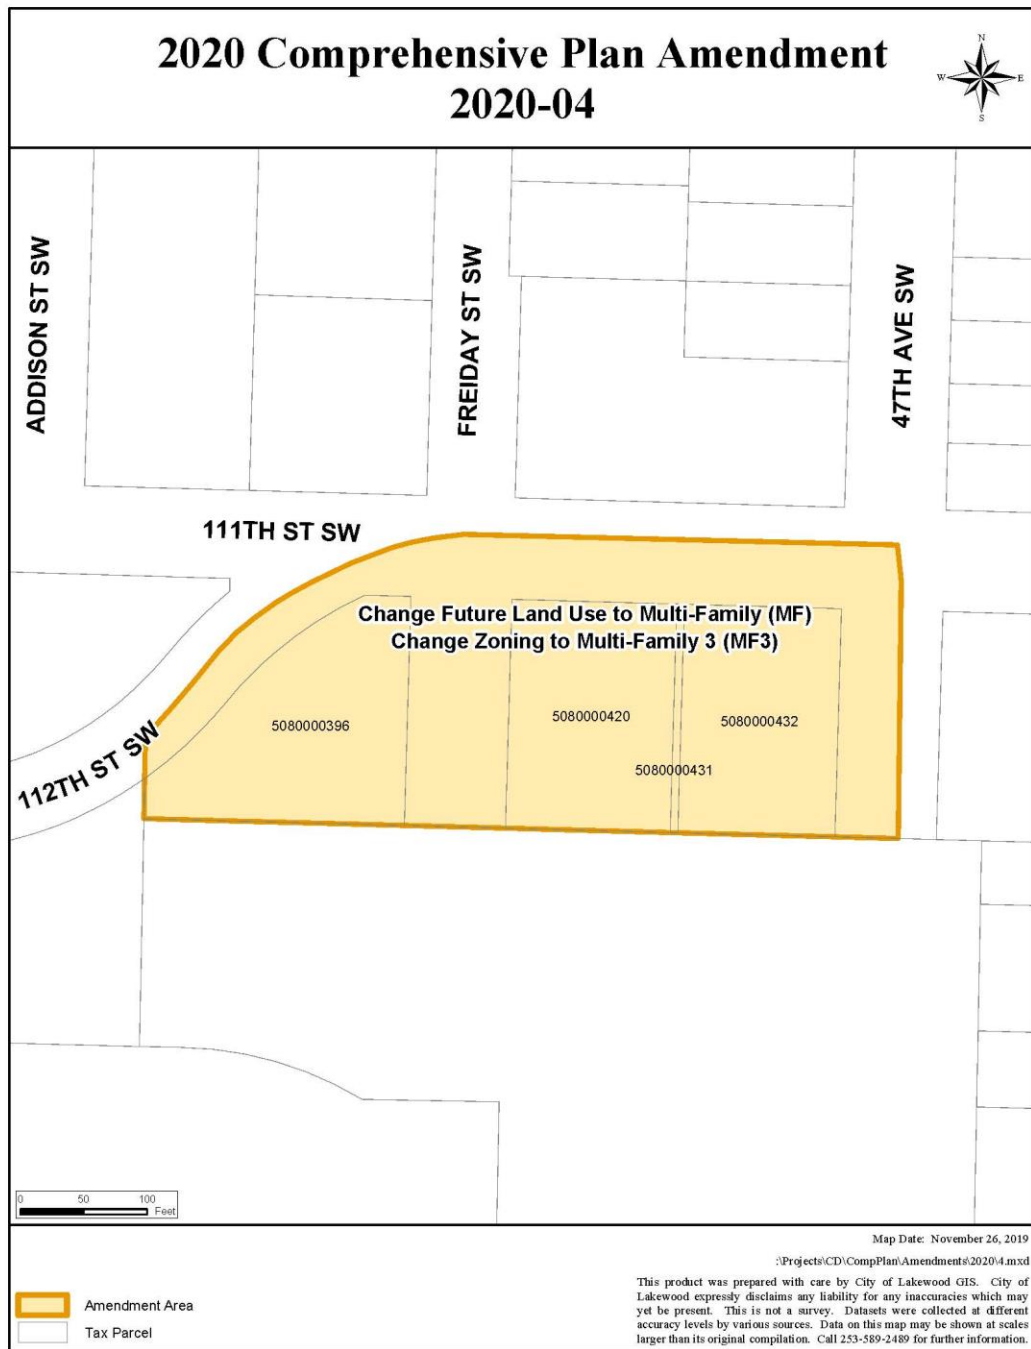 2020 Comprehensive Plan Amendment
2020-04
N
W
E
S
ADDISON ST SW
FREIDAY ST SW
47TH AVE SW
111TH ST SW
Change Future Land Use to Multi-Family (MF)
Change Zoning to Multi-Family 3 (MF3)
5080000396
5080000420
5080000432
5080000431
112TH ST SW
0 50 100
Feet
Map Date: November 26, 2019
:\Projects\CD\CompPlan\Amendments\2020\4.mxd
This product was prepared with care by City of Lakewood GIS. City of
Lakewood expressly disclaims any liability for any inaccuracies which may
yet be present. This is not a survey. Datasets were collected at different
accuracy levels by various sources. Data on this map may be shown at scales
larger than its original compilation. Call 253-589-2489 for further information.
Amendment Area
Tax Parcel